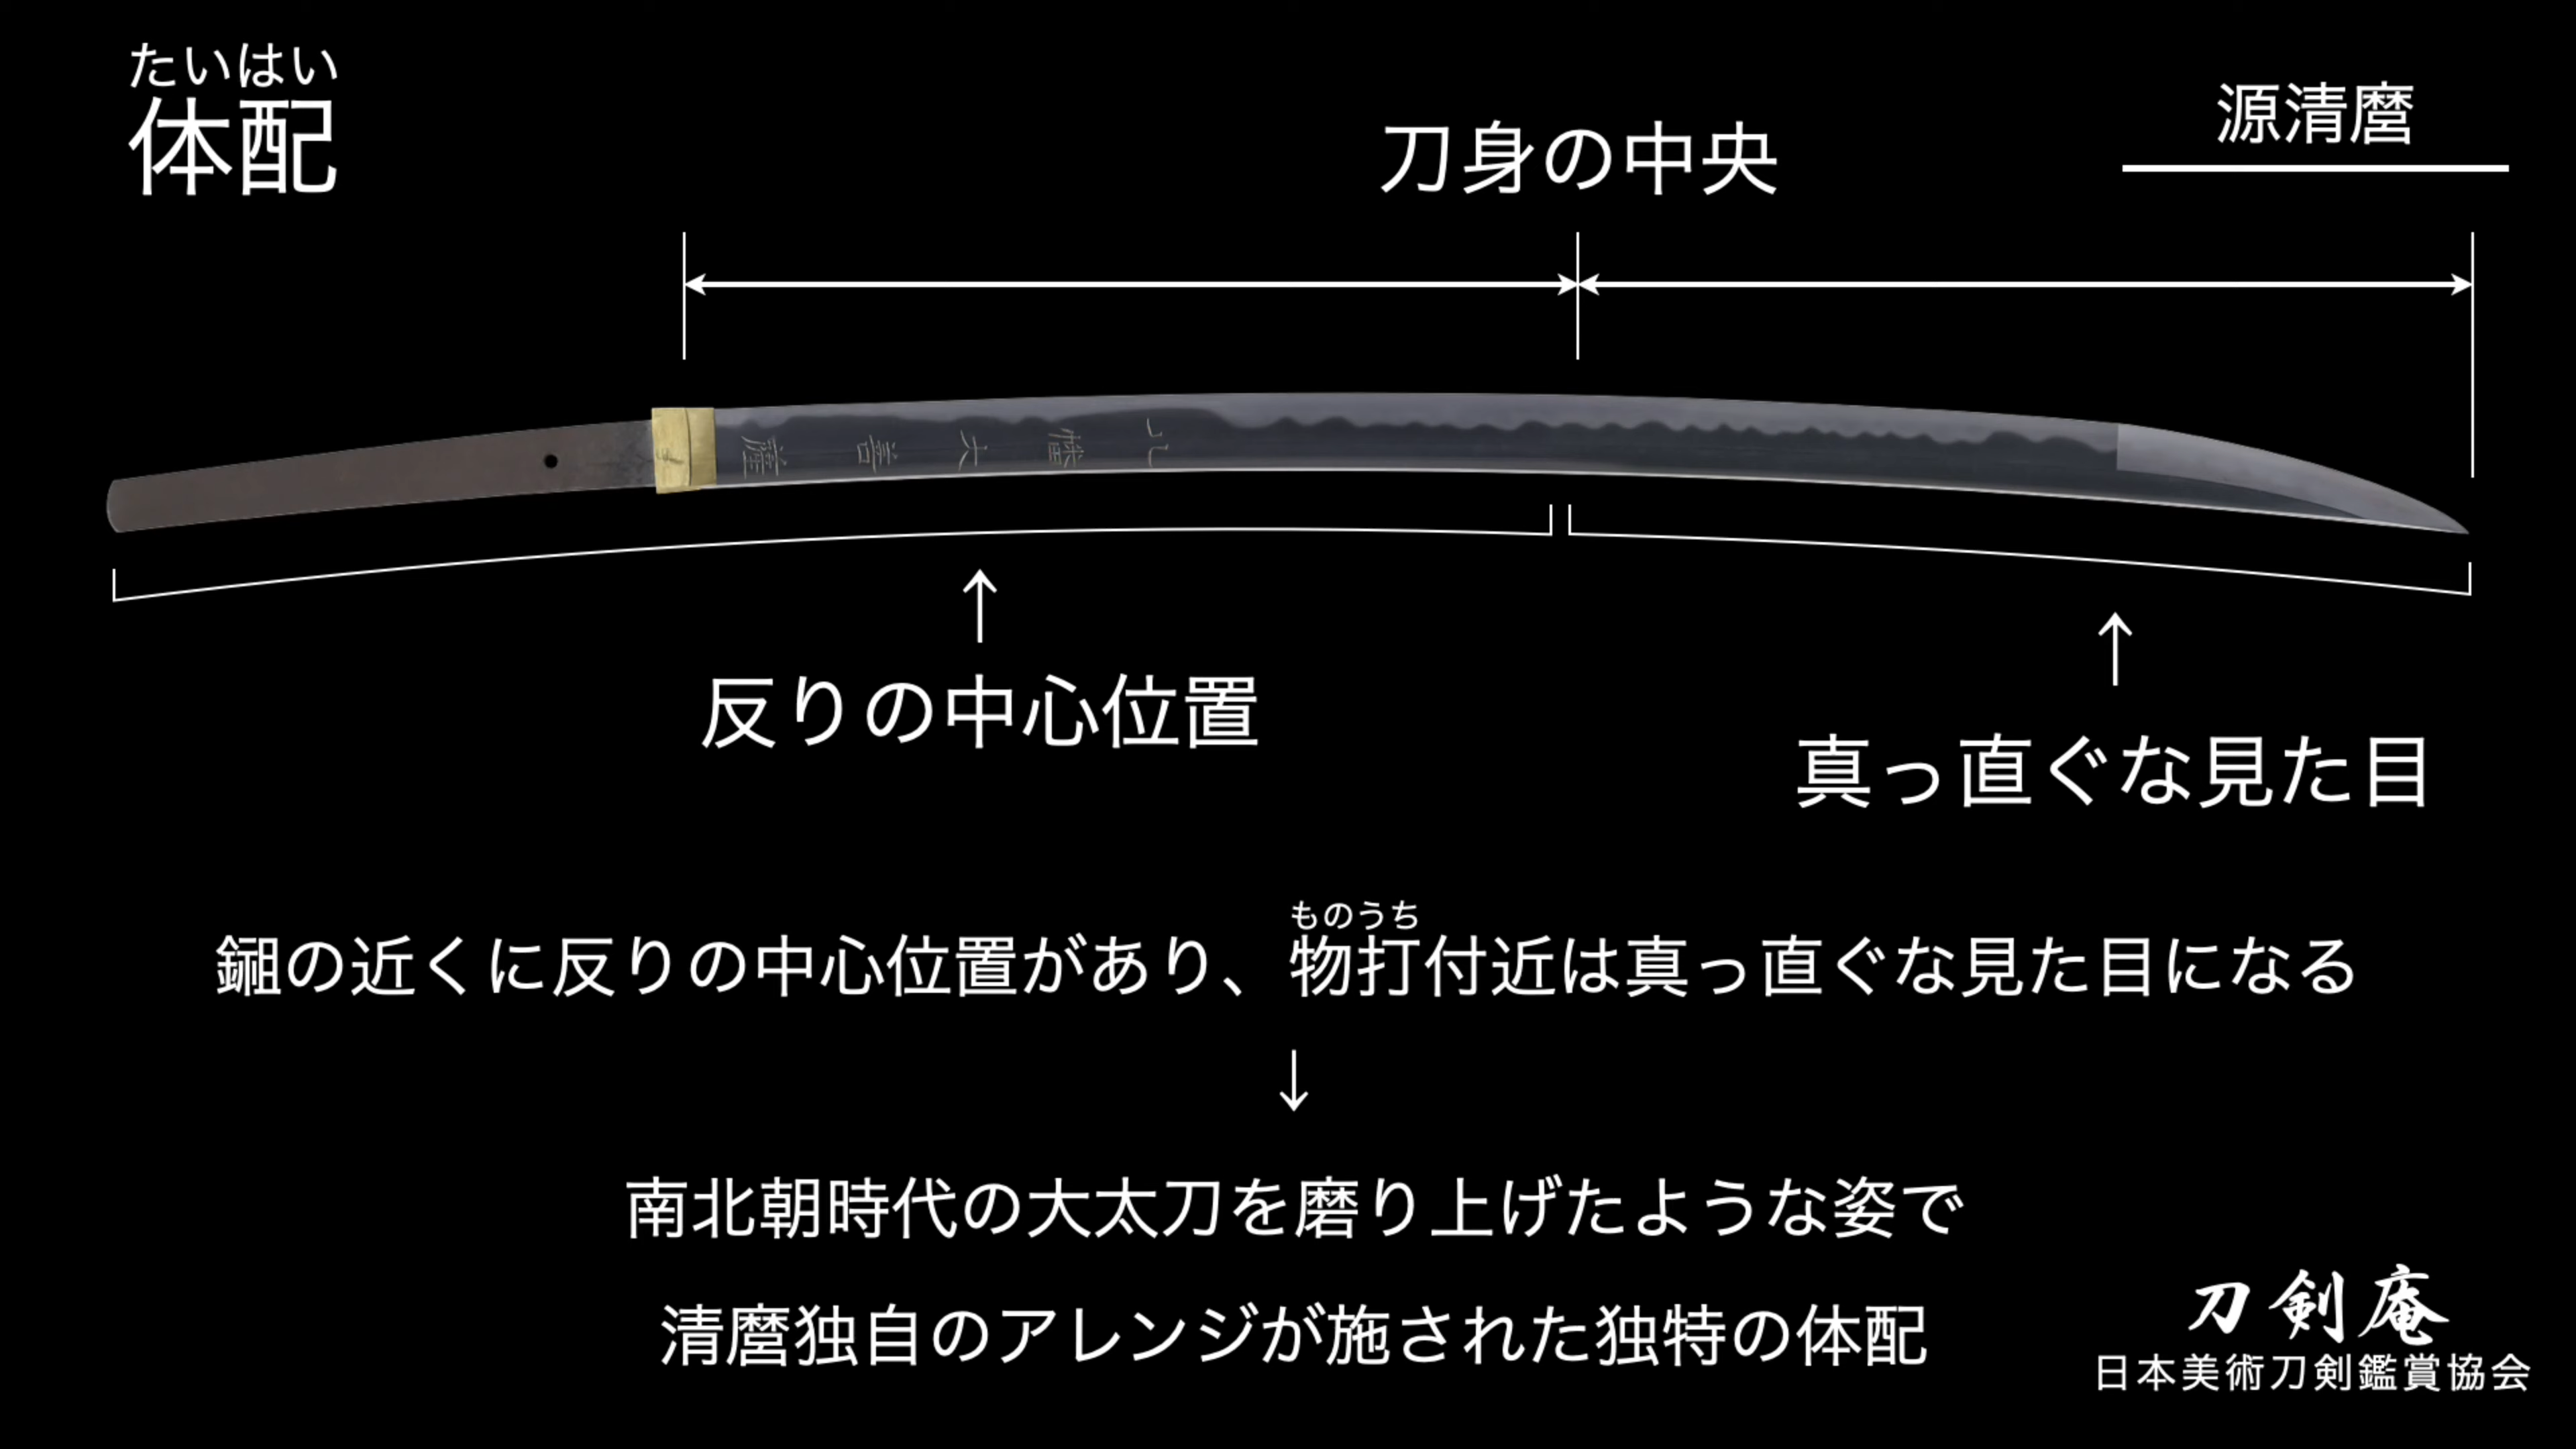 たいはい
体配
源清麿
刀身の中央
八幡大菩薩
反りの中心位置
真っ直ぐな見た目
ものうち
鎺の近くに反りの中心位置があり、物打付近は真っ直ぐな見た目になる
↓
南北朝時代の大太刀を磨り上げたような姿で
清麿独自のアレンジが施された独特の体配
刀剣庵
日本美術刀剣鑑賞協会